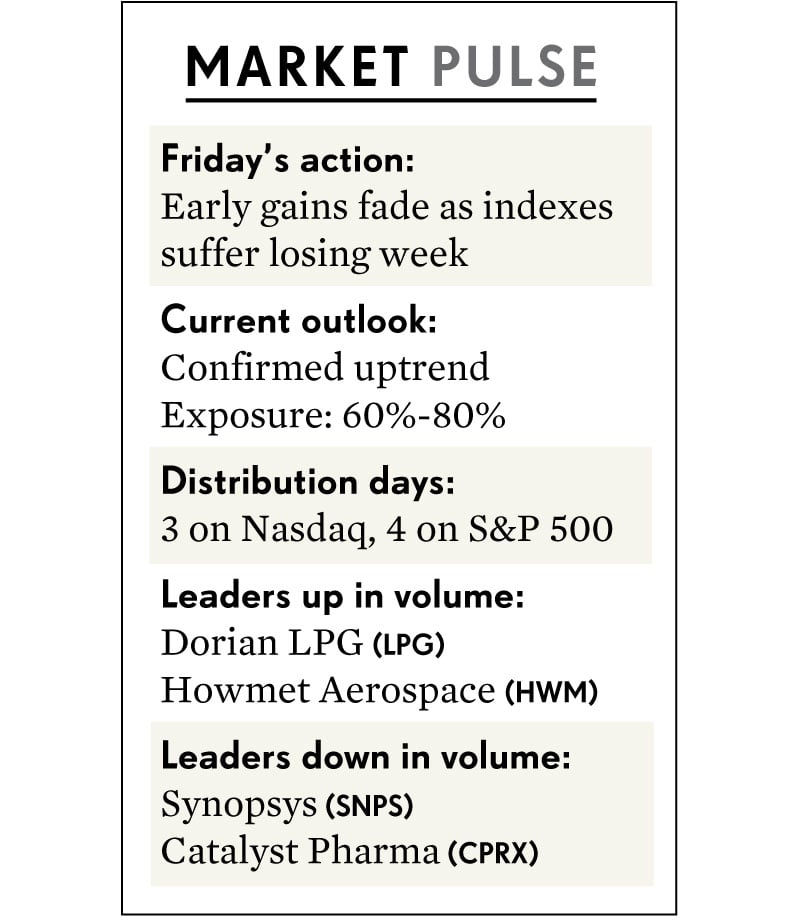 MARKET PULSE
Friday's action:
Early gains fade as indexes
suffer losing week
Current outlook:
Confirmed uptrend
Exposure: 60%-80%
Distribution days:
3 on Nasdaq, 4 on S&P 500
Leaders up in volume:
Dorian LPG (LPG)
Howmet Aerospace (HWM)
Leaders down in volume:
Synopsys (SNPS)
Catalyst Pharma (CPRX)